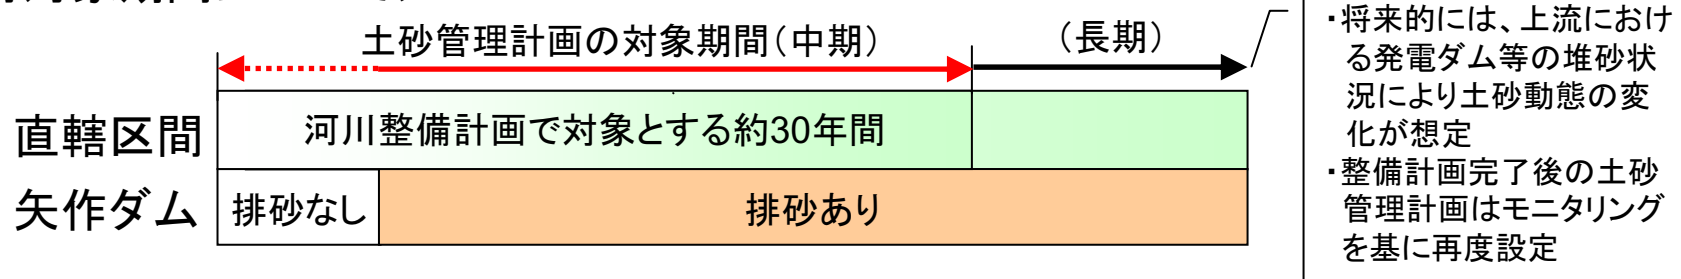 土砂管理計画の対象期間(中期)
(長期)
直轄区間
河川整備計画で対象とする約30年間
矢作ダム
排砂なし
排砂あり
・将来的には、上流におけ
る発電ダム等の堆砂状
況により土砂動態の変
化が想定
・整備計画完了後の土砂
管理計画はモニタリング
を基に再度設定